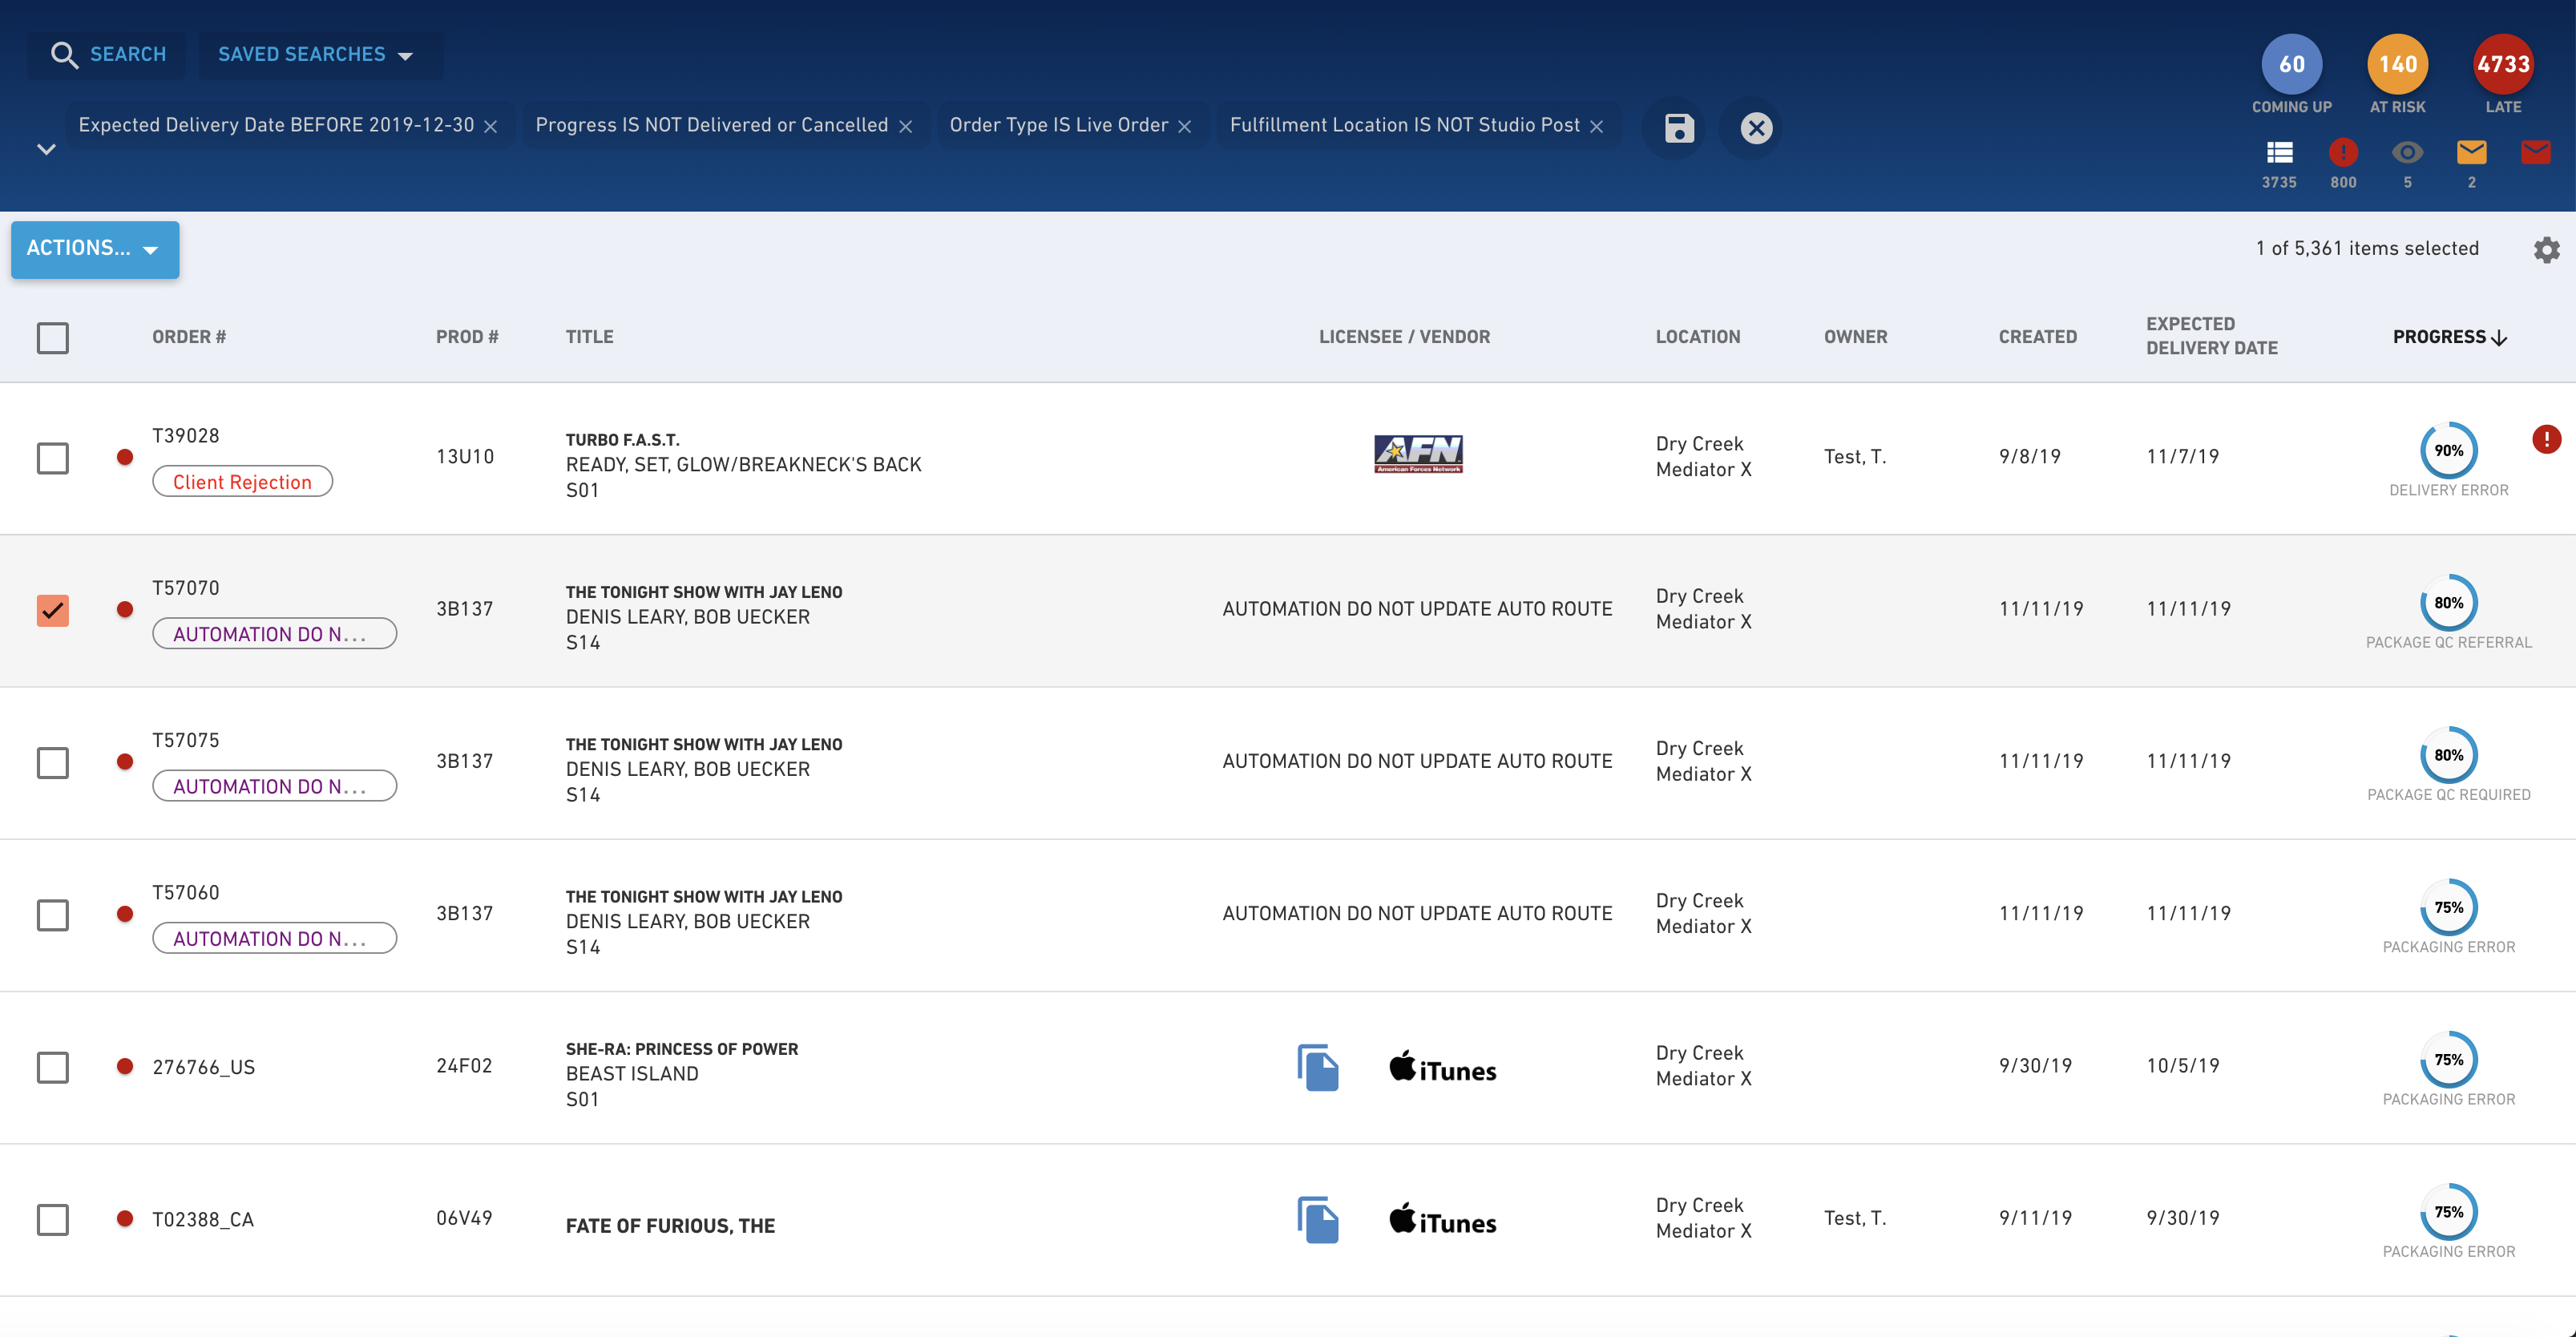 SEARCH
SAVED SEARCHES
60
COMING UP
140
AT RISK
4733
LATE
Expected Delivery Date BEFORE 2019-12-30
Progress IS NOT Delivered or Cancelled
Order Type IS Live Order
Fulfillment Location IS NOT Studio Post
3735
800
5
2
ACTIONS...
1 of 5,361 items selected
ORDER #
PROD #
TITLE
LICENSEE / VENDOR
LOCATION
OWNER
CREATED
EXPECTED
DELIVERY DATE
PROGRESS
T39028
Client Rejection
13U10
TURBO F.A.S.T.
READY, SET, GLOW/BREAKNECK'S BACK
S01
AFN
American Forces Network
Dry Creek
Mediator X
Test, T.
9/8/19
11/7/19
90%
DELIVERY ERROR
T57070
AUTOMATION DO N...
3B137
THE TONIGHT SHOW WITH JAY LENO
DENIS LEARY, BOB UECKER
S14
AUTOMATION DO NOT UPDATE AUTO ROUTE
Dry Creek
Mediator X
11/11/19
11/11/19
80%
PACKAGE QC REFERRAL
T57075
AUTOMATION DO N...
3B137
THE TONIGHT SHOW WITH JAY LENO
DENIS LEARY, BOB UECKER
S14
AUTOMATION DO NOT UPDATE AUTO ROUTE
Dry Creek
Mediator X
11/11/19
11/11/19
80%
PACKAGE QC REQUIRED
T57060
AUTOMATION DO N...
3B137
THE TONIGHT SHOW WITH JAY LENO
DENIS LEARY, BOB UECKER
S14
AUTOMATION DO NOT UPDATE AUTO ROUTE
Dry Creek
Mediator X
11/11/19
11/11/19
75%
PACKAGING ERROR
276766_US
24F02
SHE-RA: PRINCESS OF POWER
BEAST ISLAND
S01
iTunes
Dry Creek
Mediator X
9/30/19
10/5/19
75%
PACKAGING ERROR
T02388_CA
06V49
FATE OF FURIOUS, THE
iTunes
Dry Creek
Mediator X
Test, T.
9/11/19
9/30/19
75%
PACKAGING ERROR